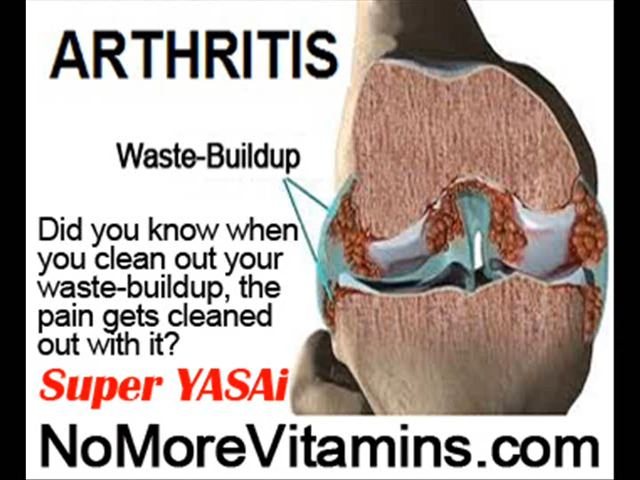 ARTHRITIS
Waste-Buildup
Did you know when
you clean out your
waste-buildup, the
pain gets cleaned
out with it?
Super YASAi
NoMoreVitamins.com